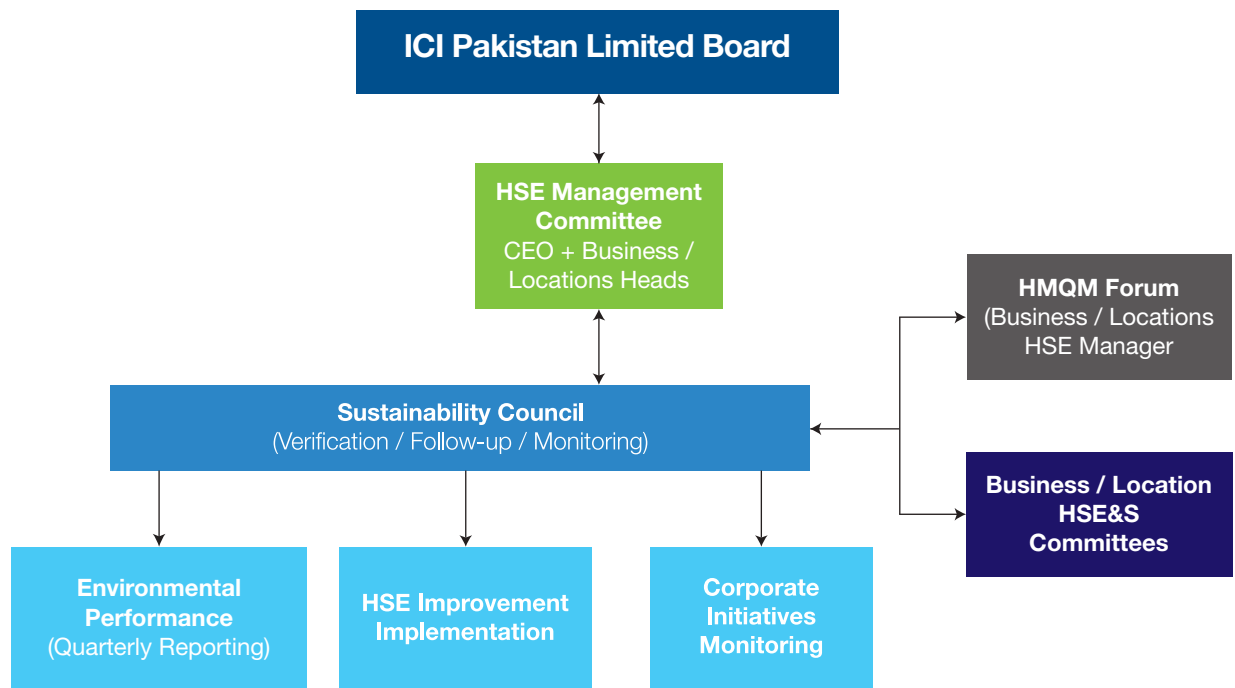 ICI Pakistan Limited Board
HSE Management
Committee
CEO + Business /
Locations Heads
HMQM Forum
(Business / Locations
HSE Manager
Sustainability Council
(Verification / Follow-up / Monitoring)
Business / Location
HSE&S
Committees
Environmental
Performance
(Quarterly Reporting)
HSE Improvement
Implementation
Corporate
Initiatives
Monitoring